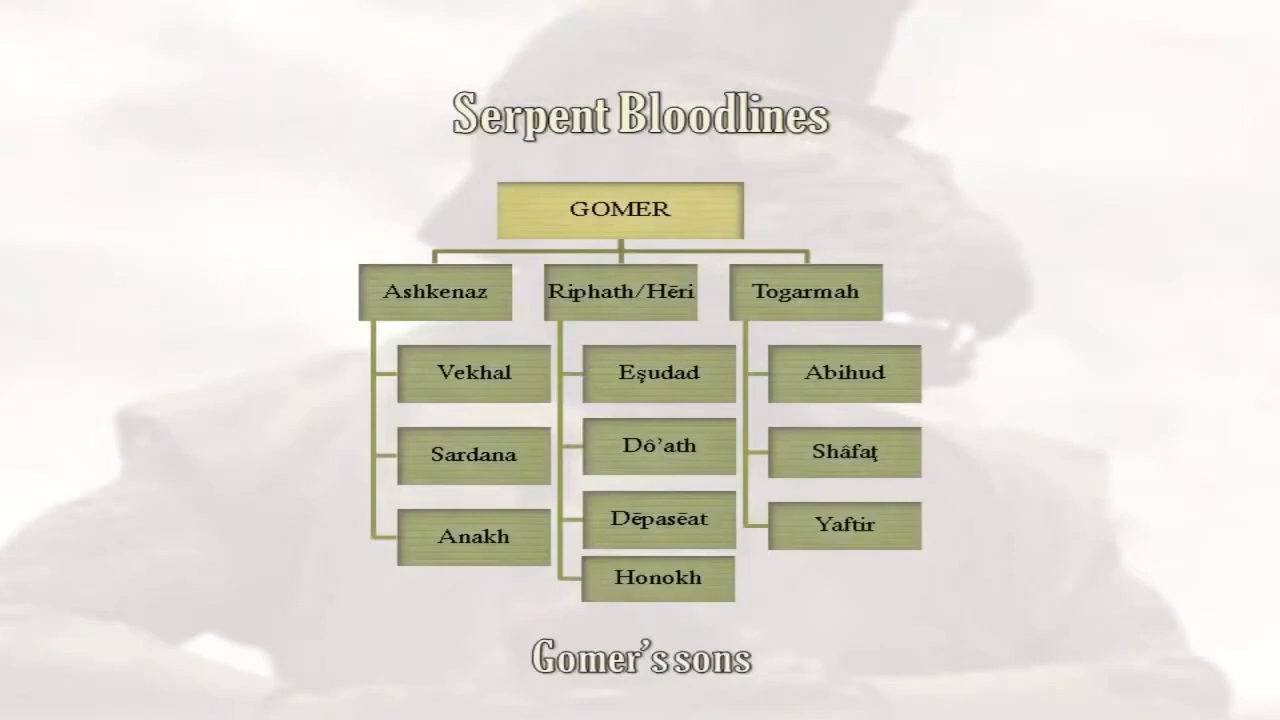 Serpent Bloodlines
GOMER
Ashkenaz
Riphath/Hēri
Togarmah
Vekhal
Sardana
Anakh
Eşudad
Dô’ath
Dēpasēat
Honokh
Abihud
Shâfaţ
Yaftir
Gomer’s sons